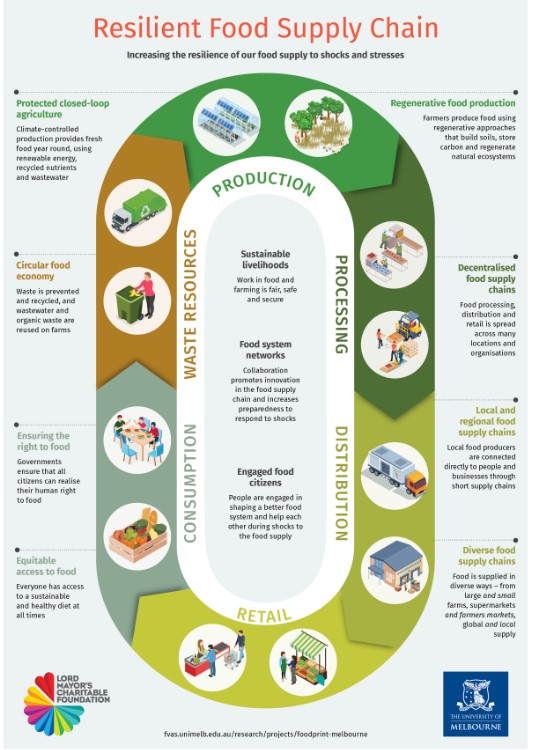 Resilient Food Supply Chain
Increasing the resilience of our food supply to shocks and stresses
Protected closed-loop
agriculture
Climate-controlled
production provides fresh
food year round, using
renewable energy,
recycled nutrients
and wastewater
Regenerative food production
Farmers produce food using
regenerative approaches
that build soils, store
carbon and regenerate
natural ecosystems
PRODUCTION
Circular food
economy
Waste is prevented
and recycled, and
wastewater and
organic waste are
reused on farms
WASTE RESOURCES
Sustainable
livelihoods
Work in food and
farming is fair, safe
and secure
PROCESSING
Decentralised
food supply
chains
Food processing,
distribution and
retail is spread
across many
locations and
organisations
Food system
networks
Collaboration
promotes innovation
in the food supply
chain and increases
preparedness to
respond to shocks
Ensuring the
right to food
Governments
ensure that all
citizens can realise
their human right
to food
CONSUMPTION
Engaged food
citizens
People are engaged in
shaping a better food
system and help each
other during shocks to
the food supply
DISTRIBUTION
Local and
regional food
supply chains
Local food producers
are connected
directly to people and
businesses through
short supply chains
Equitable
access to food
Everyone has access
to a sustainable
and healthy diet at
all times
Diverse food
supply chains
Food is supplied in
diverse ways – from
large and small
farms, supermarkets
and farmers markets,
global and local
supply
RETAIL
LORD
MAYOR'S
CHARITABLE
FOUNDATION
fvas.unimelb.edu.au/research/projects/foodprint-melbourne
THE UNIVERSITY OF
MELBOURNE